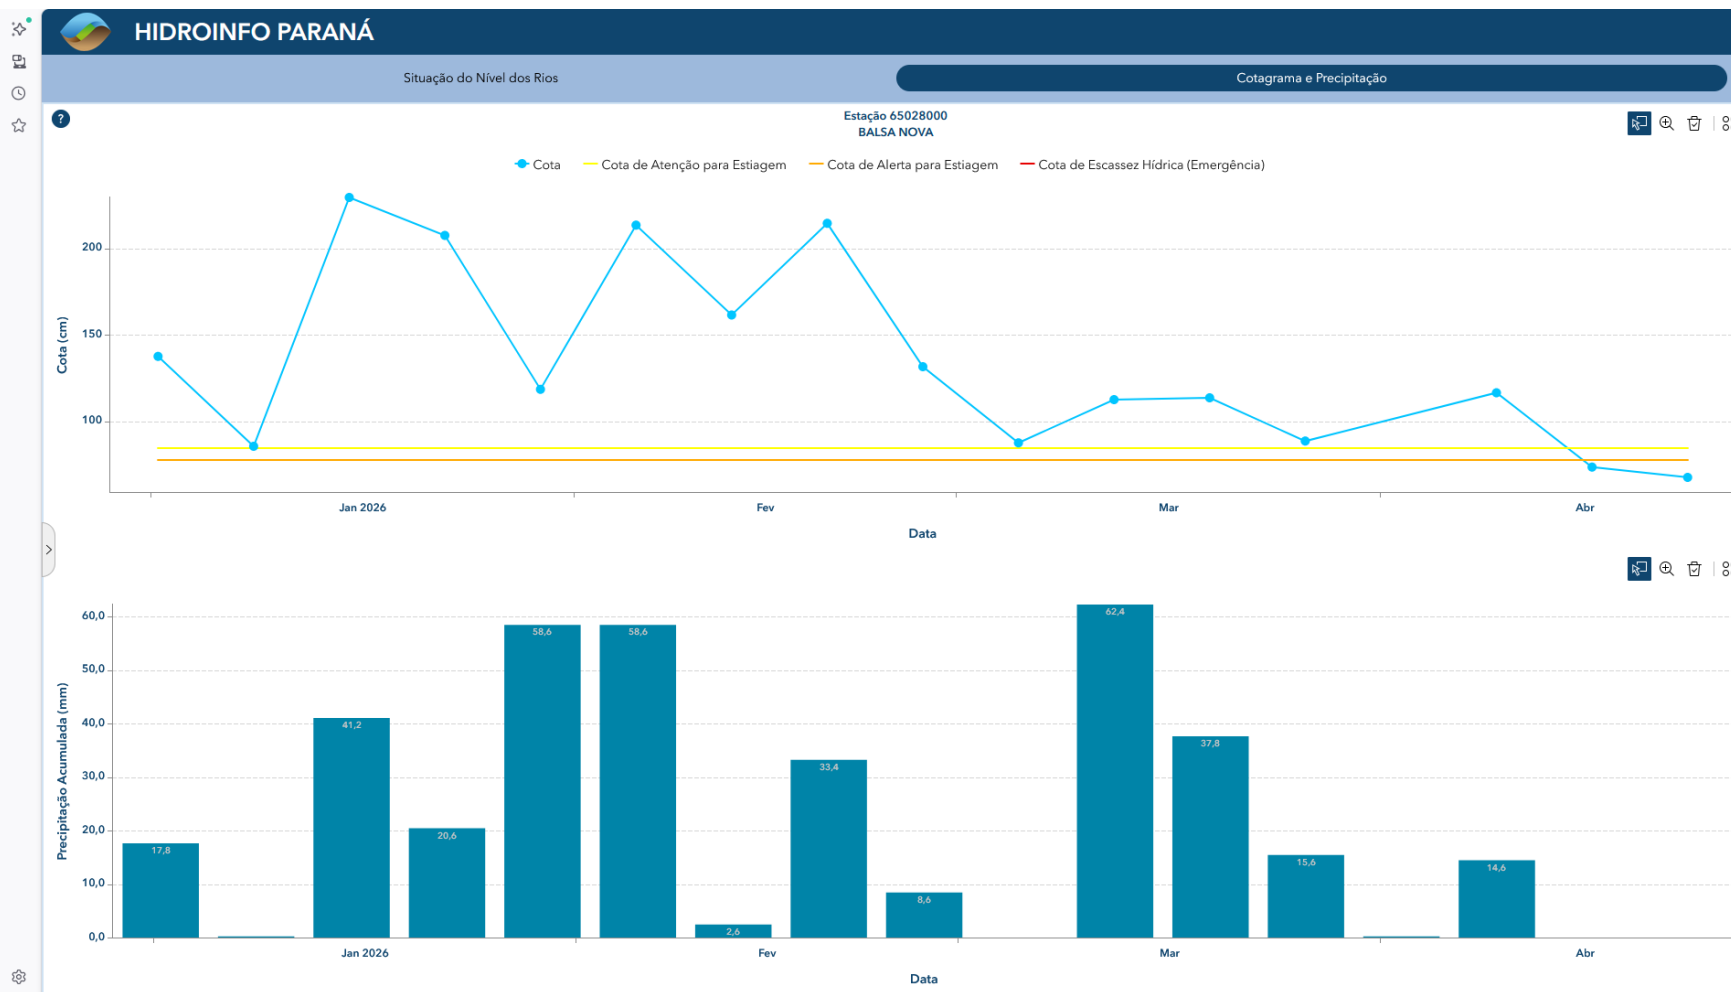 HIDROINFO PARANÁ
Situação do Nível dos Rios
Cotagrama e Precipitação
?
Estação 65028000
BALSA NOVA
Cota
Cota de Atenção para Estiagem
Cota de Alerta para Estiagem
Cota de Escassez Hídrica (Emergência)
Cota (cm)
200
150
100
Jan 2026
Fev
Mar
Abr
Data
Precipitação Acumulada (mm)
60,0
50,0
40,0
30,0
20,0
10,0
0,0
17,8
41,2
20,6
58,6
58,6
2,6
33,4
8,6
62,4
37,8
15,6
14,6
Jan 2026
Fev
Mar
Abr
Data